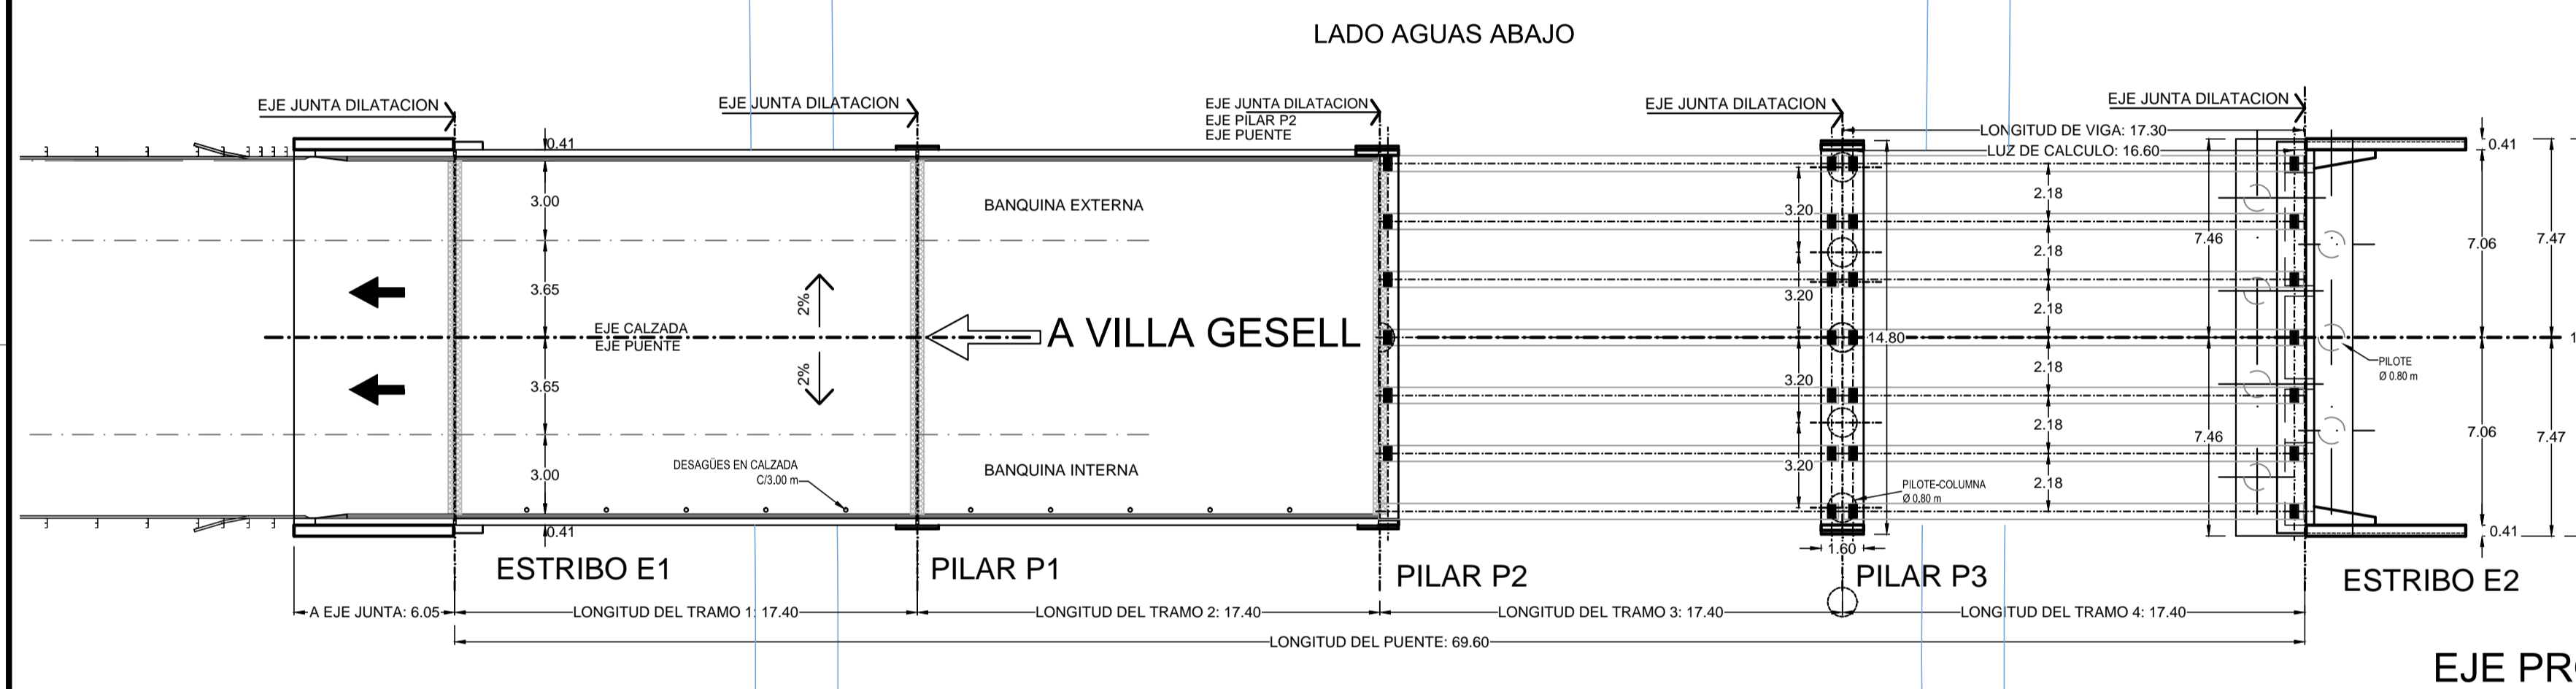 LADO AGUAS ABAJO
EJE JUNTA DILATACION
EJE JUNTA DILATACION
EJE JUNTA DILATACION
EJE PILAR P2
EJE PUENTE
EJE JUNTA DILATACION
EJE JUNTA DILATACION
LONGITUD DE VIGA: 17.30
LUZ DE CALCULO: 16.60
0.41
0.41
3.00
BANQUINA EXTERNA
3.20
2.18
3.65
2%
3.20
2.18
2.18
7.46
7.06
7.47
EJE CALZADA
EJE PUENTE
A VILLA GESELL
14.80
1
PILOTE
Ø 0.80 m
3.65
2%
3.20
2.18
2.18
7.46
7.06
7.47
3.00
DESAGÜES EN CALZADA
C/3.00 m
BANQUINA INTERNA
3.20
2.18
PILOTE-COLUMNA
Ø 0.80 m
0.41
0.41
1.60
ESTRIBO E1
PILAR P1
PILAR P2
PILAR P3
ESTRIBO E2
A EJE JUNTA: 6.05
LONGITUD DEL TRAMO 1: 17.40
LONGITUD DEL TRAMO 2: 17.40
LONGITUD DEL TRAMO 3: 17.40
LONGITUD DEL TRAMO 4: 17.40
LONGITUD DEL PUENTE: 69.60
EJE PR